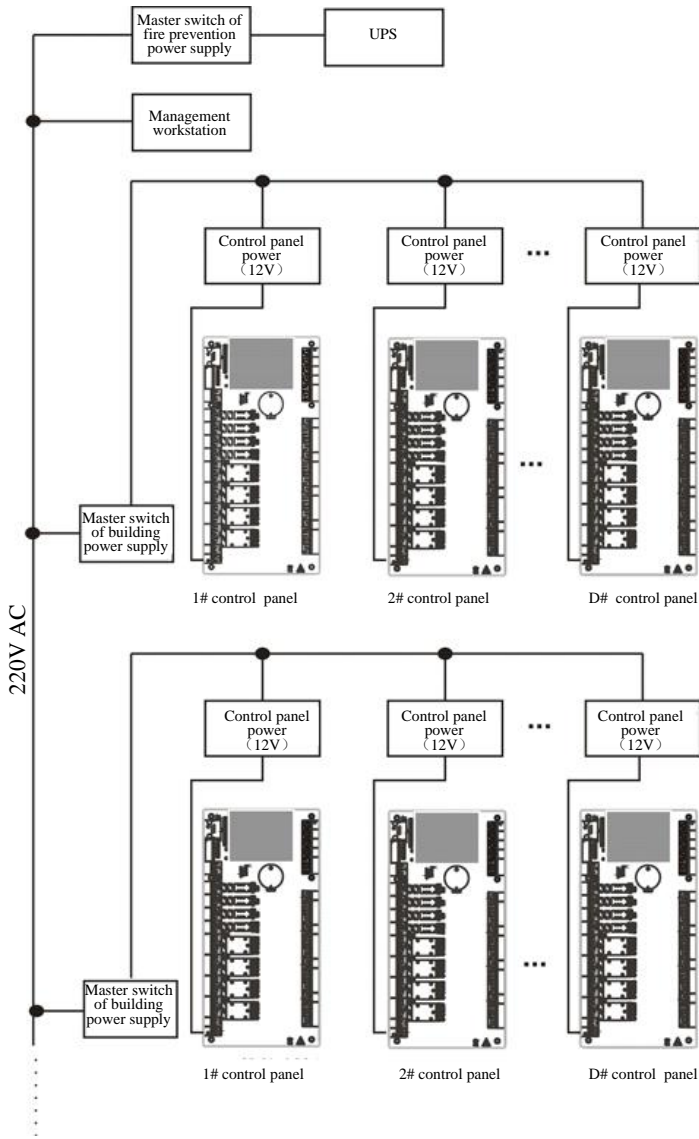 Master switch of
fire prevention
power supply
UPS
Management
workstation
Control panel
power
（12V）
Control panel
power
（12V）
...
Control panel
power
（12V）
...
Master switch
of building
power supply
1# control panel
2# control panel
D# control panel
220V AC
Control panel
power
（12V）
Control panel
power
（12V）
...
Control panel
power
（12V）
...
Master switch
of building
power supply
1# control panel
2# control panel
D# control panel